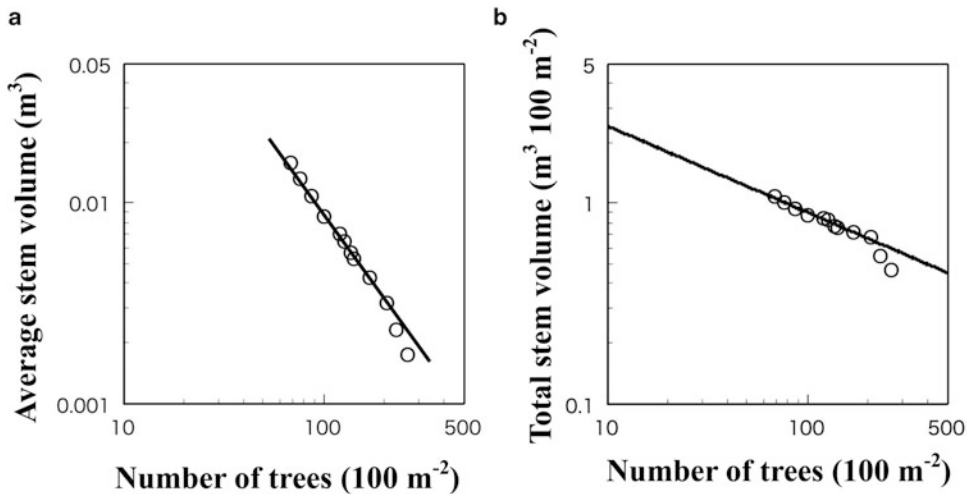 a
Average stem volume (m³)
0.05
0.01
0.001
10
100
500
Number of trees (100 m⁻²)
b
Total stem volume (m³ 100 m⁻²)
5
1
0.1
10
100
500
Number of trees (100 m⁻²)